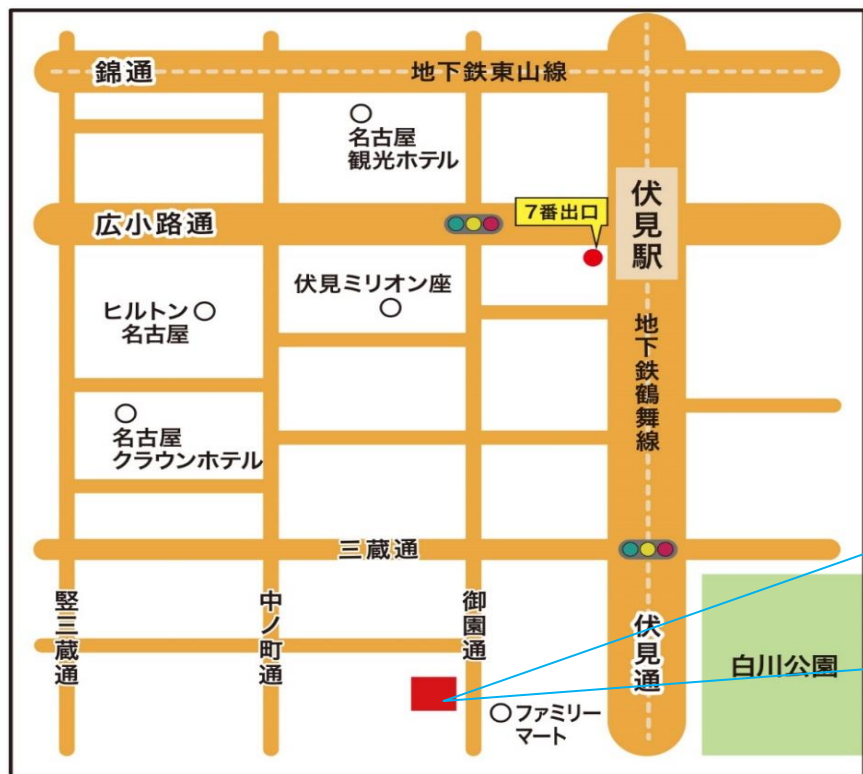 錦通
地下鉄東山線
名古屋
観光ホテル
広小路通
7番出口
伏見駅
伏見ミリオン座
ヒルトン
名古屋
地下鉄鶴舞線
名古屋
クラウンホテル
三蔵通
竪三蔵通
中ノ町通
御園通
伏見通
白川公園
ファミリー
マート